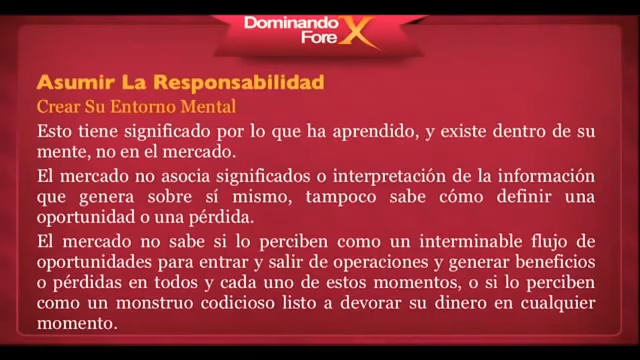 Dominando
ForeX
Asumir La Responsabilidad
Crear Su Entorno Mental
Esto tiene significado por lo que ha aprendido, y existe dentro de su
mente, no en el mercado.
El mercado no asocia significados o interpretación de la información
que genera sobre sí mismo, tampoco sabe cómo definir una
oportunidad o una pérdida.
El mercado no sabe si lo perciben como un interminable flujo de
oportunidades para entrar y salir de operaciones y generar beneficios
o pérdidas en todos y cada uno de estos momentos, o si lo perciben
como un monstruo codicioso listo a devorar su dinero en cualquier
momento.